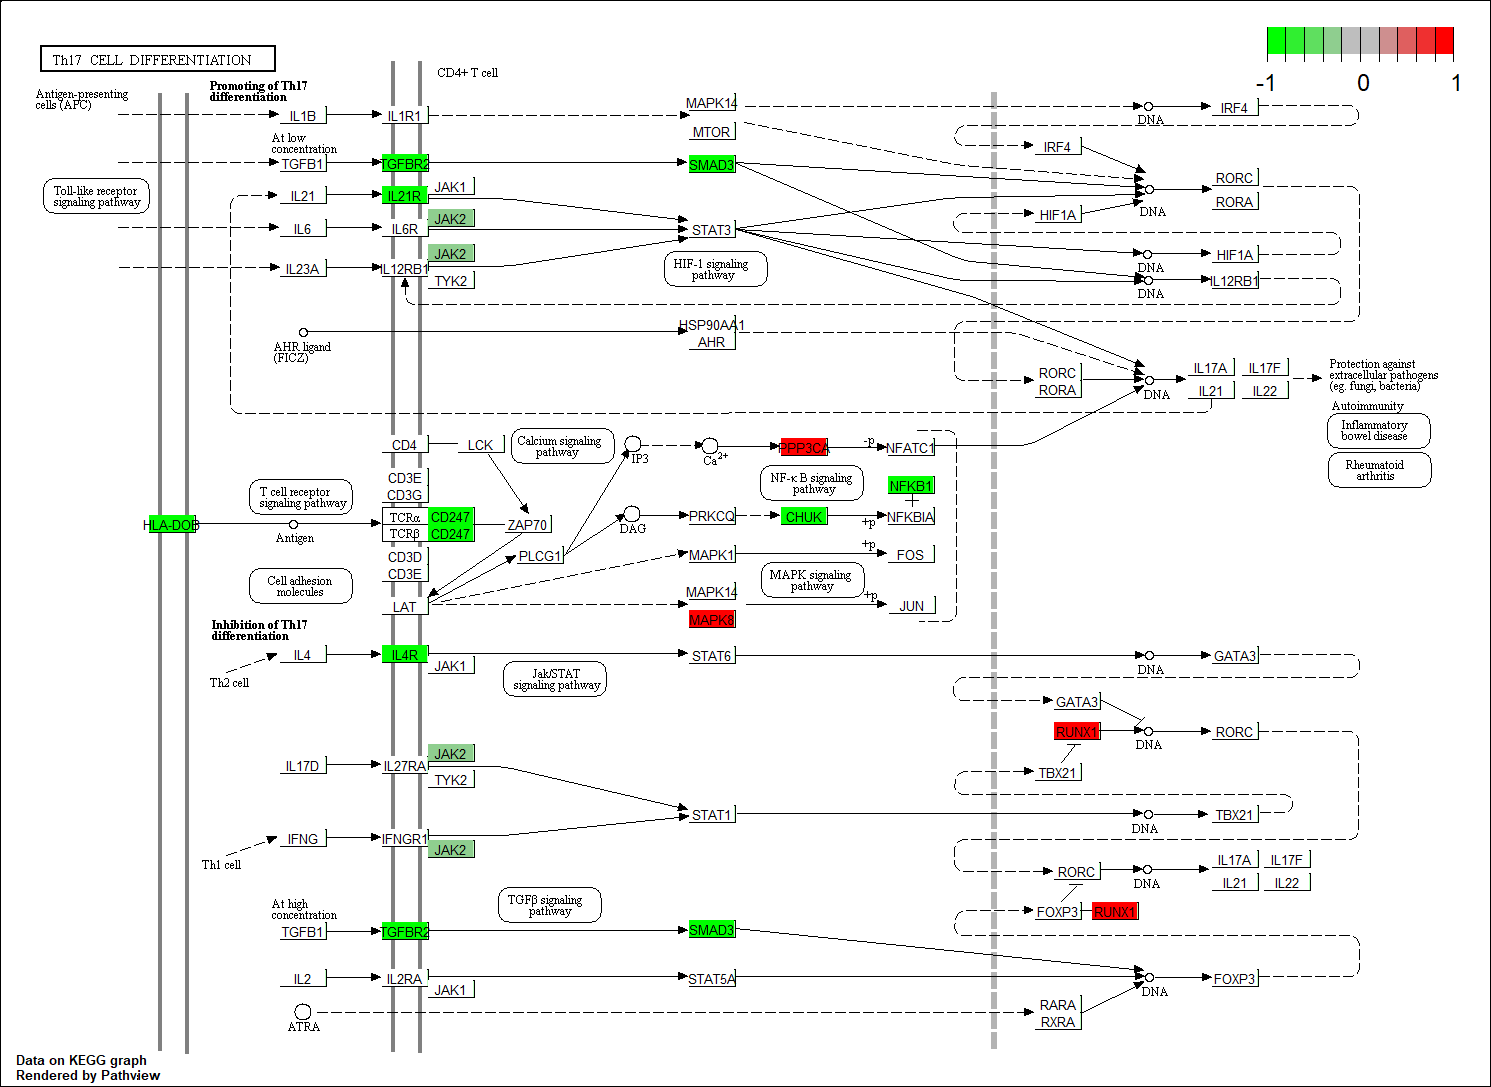 Th17 CELL DIFFERENTIATION
-1 0 1
CD4+ T cell
Antigen-presenting
cells (APC)
Promoting of Th17
differentiation
IL1B IL1R1 MAPK14 DNA IRF4
MTOR
At low
concentration
TGFB1 TGFBR2 SMAD3 IRF4
Toll-like receptor
signaling pathway
IL21 IL21R JAK1 RORC
RORA
DNA
JAK2 HIF1A
IL6 IL6R STAT3
JAK2 HIF1A
DNA
IL23A IL12RB1 TYK2 IL12RB1
DNA
HIF-1 signaling
pathway
AHR ligand
(FICZ)
HSP90AA1
AHR
RORC
RORA
DNA
IL17A IL17F
IL21 IL22
Protection against
extracellular pathogens
(eg. fungi, bacteria)
Autoimmunity
Inflammatory
bowel disease
Rheumatoid
arthritis
CD4 LCK
Calcium signaling
pathway
IP3 Ca2+ PPP3CA -p NFATC1
CD3E
CD3G
NF-κB signaling
pathway
NFKB1
T cell receptor
signaling pathway
HLA-DOB Antigen
TCRα CD247
TCRβ CD247
ZAP70 DAG PRKCQ CHUK +p NFKBIA
CD3D
CD3E
PLCG1 MAPK1 +p FOS
Cell adhesion
molecules
MAPK signaling
pathway
LAT MAPK14 +p JUN
MAPK8
Inhibition of Th17
differentiation
IL4 IL4R JAK1 STAT6 DNA GATA3
Th2 cell
Jak/STAT
signaling pathway
GATA3
RUNX1 DNA RORC
TBX21
IL17D IL27RA JAK2
TYK2
STAT1 DNA TBX21
IFNG IFNGR1 JAK2
Th1 cell
RORC DNA
IL17A IL17F
IL21 IL22
FOXP3 RUNX1
TGFβ signaling
pathway
At high
concentration
TGFB1 TGFBR2 SMAD3
IL2 IL2RA JAK1 STAT5A DNA FOXP3
ATRA
RARA
RXRA
Data on KEGG graph
Rendered by Pathview